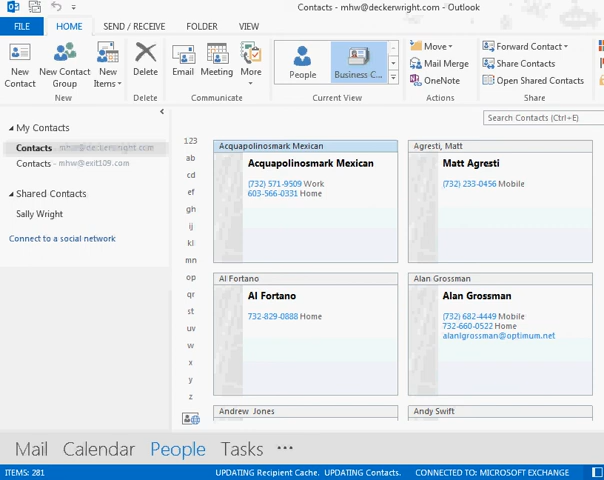 Contacts - mhw@deckerwright.com - Outlook
FILE HOME SEND / RECEIVE FOLDER VIEW
New Contact
New Contact Group
New Items
New
Delete
Delete
Email
Meeting
More
Communicate
People
Business C...
Current View
Move
Mail Merge
OneNote
Actions
Forward Contact
Share Contacts
Open Shared Contacts
Share
My Contacts
Contacts - mhw@deckerwright.com
Contacts - mhw@exit109.com
Shared Contacts
Sally Wright
Connect to a social network
Search Contacts (Ctrl+E)
123
ab
cd
ef
gh
ij
kl
mn
op
qr
st
uv
w
x
y
z
Acquapolinosmark Mexican
Acquapolinosmark Mexican
(732) 571-9509 Work
603-566-0331 Home
Agresti, Matt
Matt Agresti
(732) 233-0456 Mobile
Al Fortano
Al Fortano
732-829-0888 Home
Alan Grossman
Alan Grossman
(732) 682-4449 Mobile
732-660-0522 Home
alanlgrossman@optimum.net
Andrew Jones
Andy Swift
Mail Calendar People Tasks ...
ITEMS: 281 UPDATING Recipient Cache. UPDATING Contacts. CONNECTED TO: MICROSOFT EXCHANGE